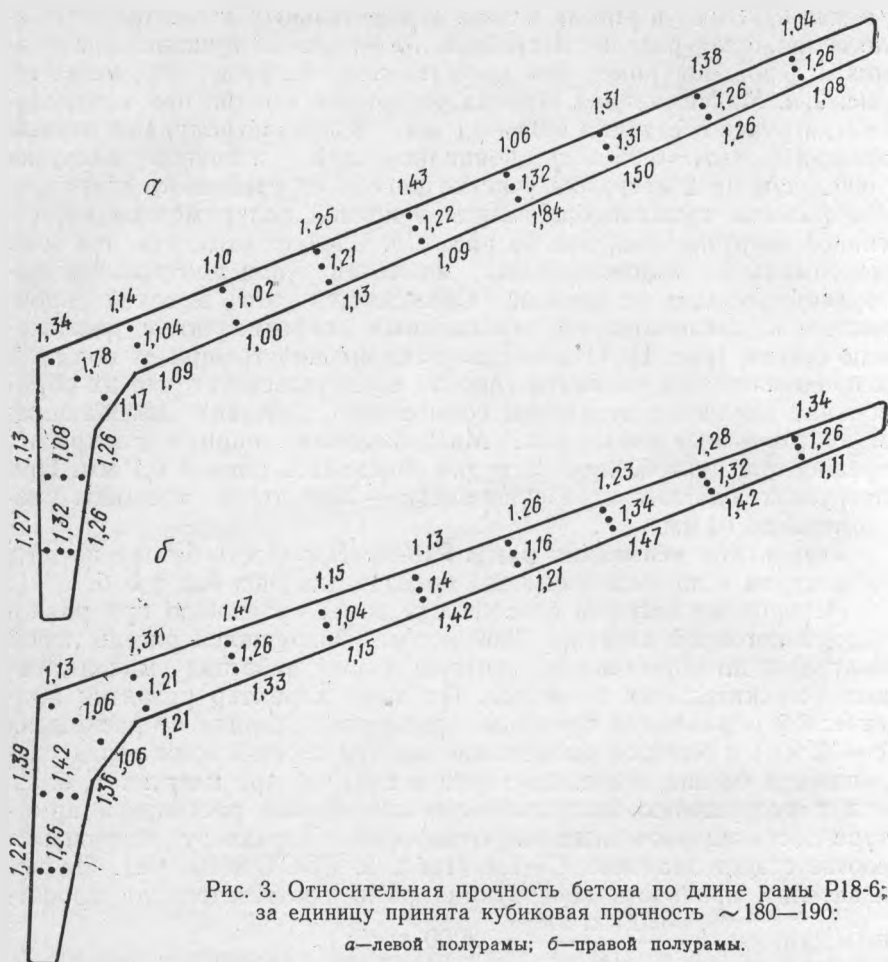 1,34 1,14 1,10 1,25 1,43 1,06 1,31 1,38 1,04
1,78 1,104 1,02 1,21 1,22 1,32 1,31 1,26 1,26
1,17 1,09 1,00 1,13 1,09 1,84 1,50 1,26 1,08
а
1,13 1,08 1,26
1,27 1,32 1,26
б
1,13 1,31 1,47 1,15 1,13 1,26 1,23 1,28 1,34
106 1,21 1,26 1,04 1,4 1,16 1,34 1,32 1,26
1,06 1,21 1,33 1,15 1,42 1,21 1,47 1,42 1,11
1,39 1,42 1,36
1,22 1,25
Рис. 3. Относительная прочность бетона по длине рамы Р18-6;
за единицу принята кубиковая прочность ~ 180—190:
а—левой полурамы; б—правой полурамы.